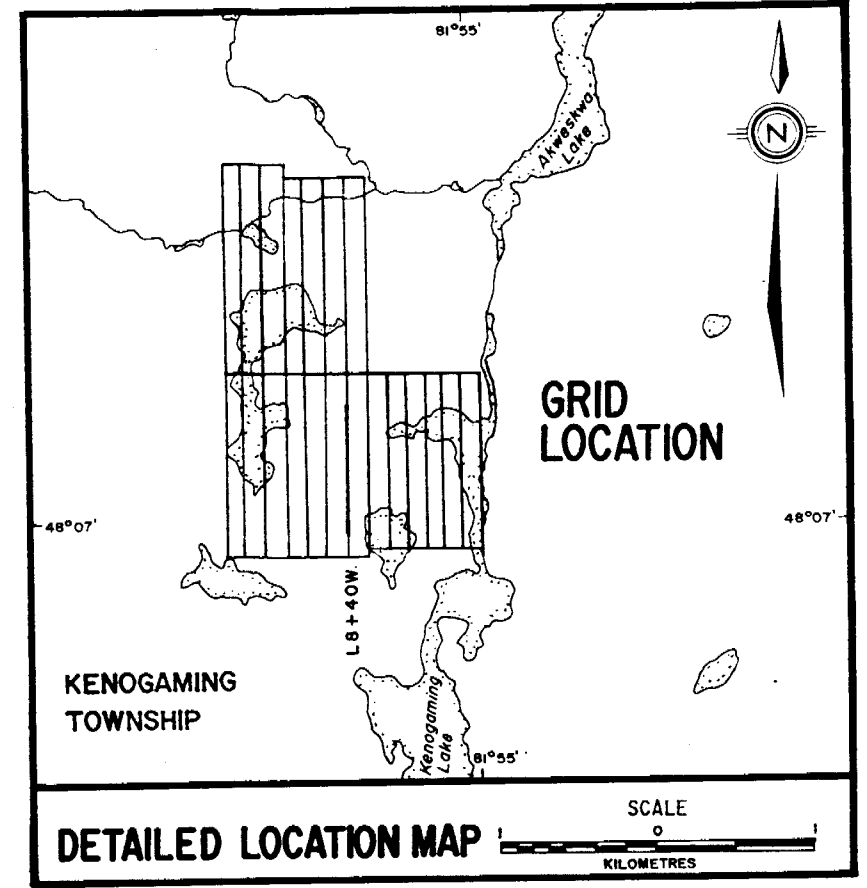 81°55'
Akweskwa
Lake
N
GRID
LOCATION
48°07'
48°07'
L8+40W.
KENOGAMING
TOWNSHIP
Kenogaming
Lake
81°55'
DETAILED LOCATION MAP
SCALE
1 0 1
KILOMETRES